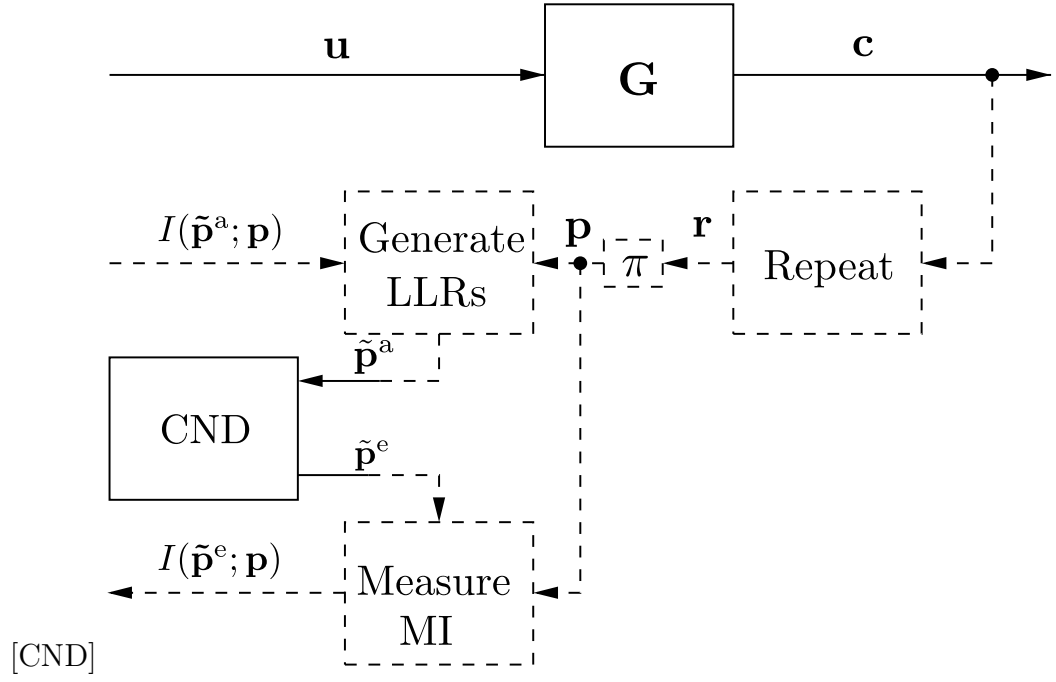 u
c
G
I(p̃ᵃ; p)
Generate
LLRs
p
π
r
Repeat
p̃ᵃ
CND
p̃ᵉ
I(p̃ᵉ; p)
Measure
MI
[CND]